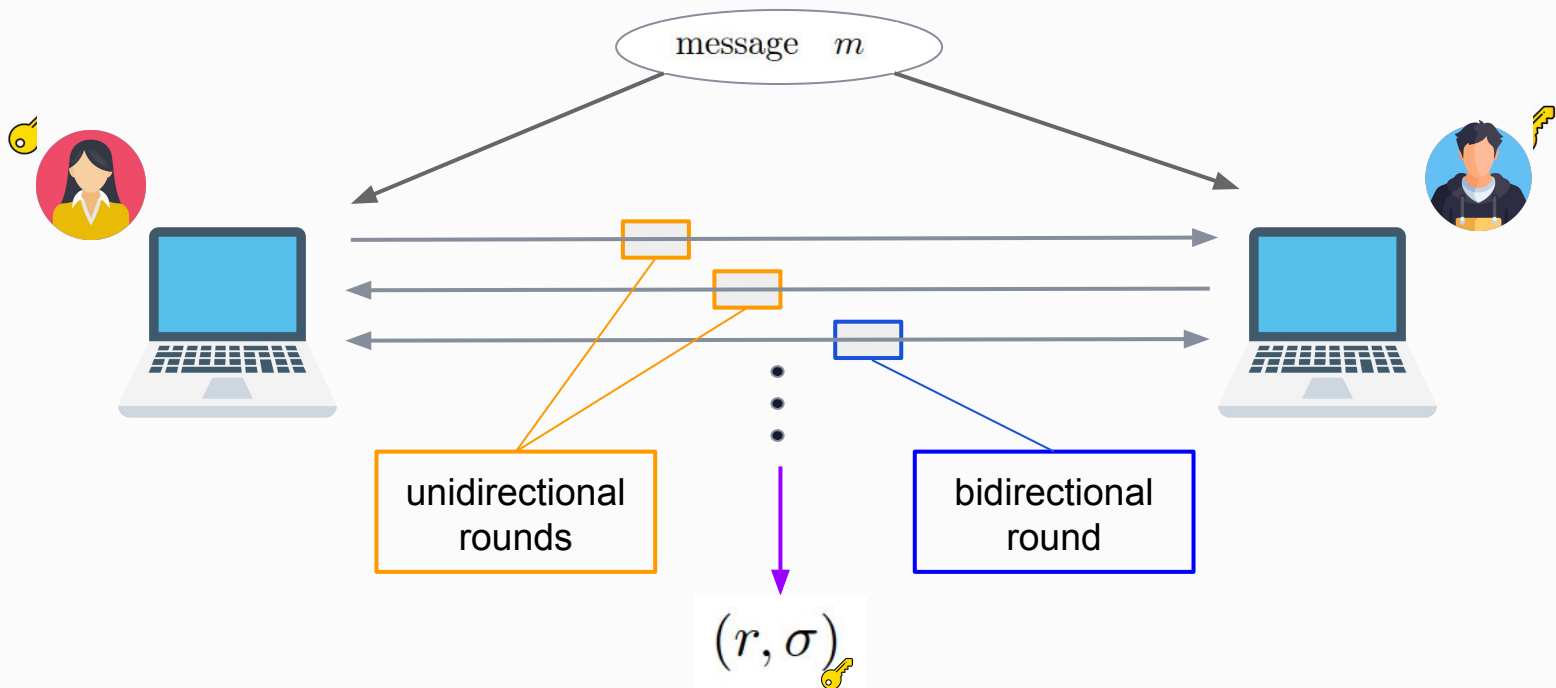 message m
unidirectional
rounds
bidirectional
round
(r, σ)